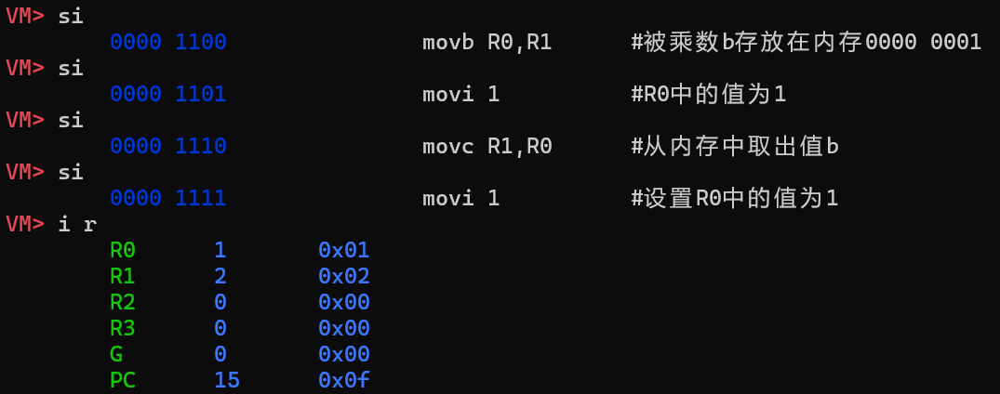 VM> si
0000 1100 movb R0,R1 #被乘数b存放在内存0000 0001
VM> si
0000 1101 movi 1 #R0中的值为1
VM> si
0000 1110 movc R1,R0 #从内存中取出值b
VM> si
0000 1111 movi 1 #设置R0中的值为1
VM> i r
R0 1 0x01
R1 2 0x02
R2 0 0x00
R3 0 0x00
G 0 0x00
PC 15 0x0f